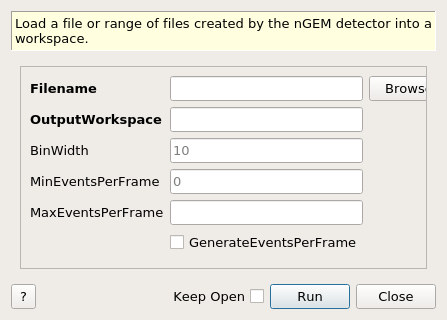 Load a file or range of files created by the nGEM detector into a
workspace.
Filename
Brows
OutputWorkspace
BinWidth 10
MinEventsPerFrame 0
MaxEventsPerFrame
GenerateEventsPerFrame
? Keep Open Run Close